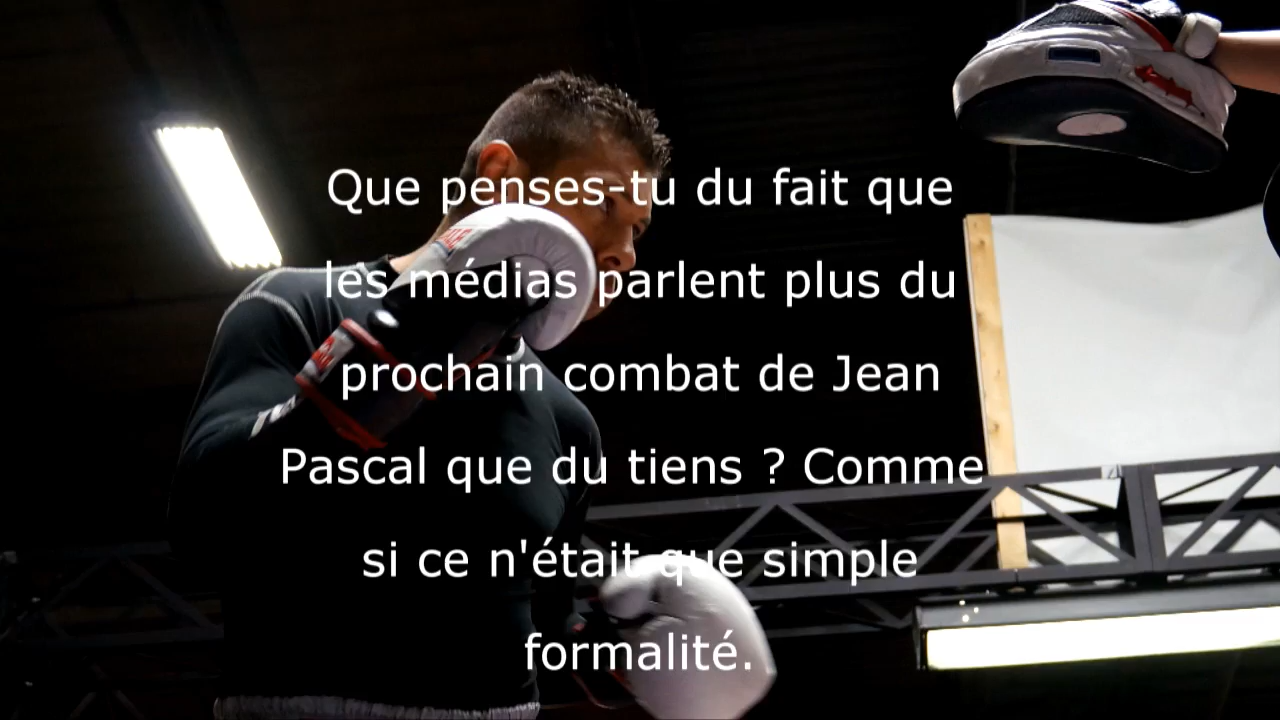 Que penses-tu du fait que
les médias parlent plus du
prochain combat de Jean
Pascal que du tiens ? Comme
si ce n'était que simple
formalité.